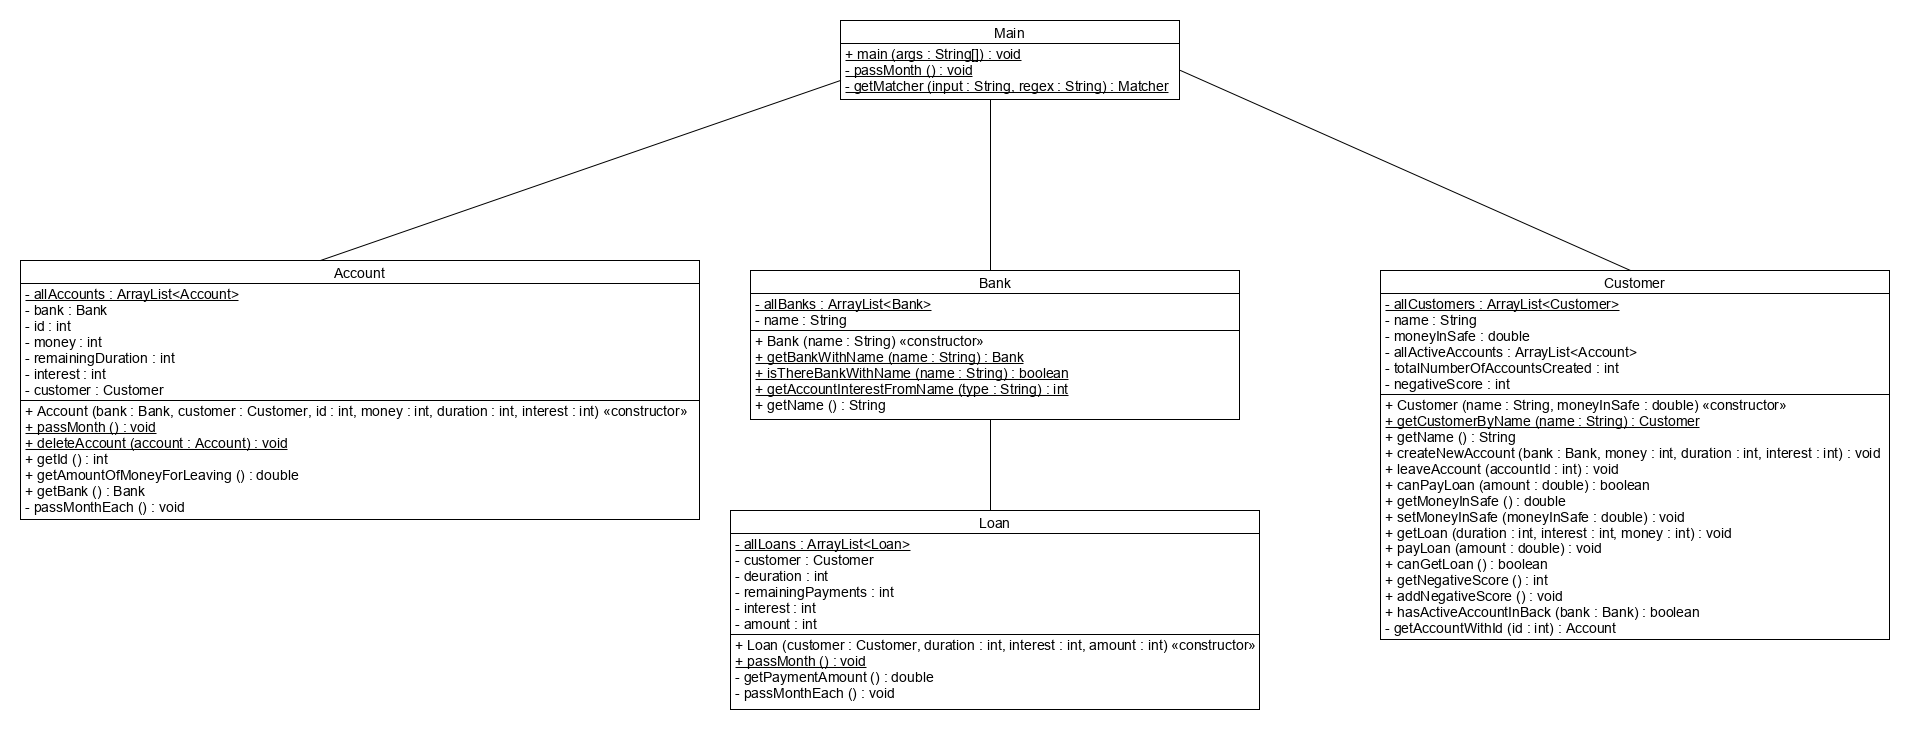 Main
+ main (args : String[]) : void
- passMonth () : void
- getMatcher (input : String, regex : String) : Matcher
Account
- allAccounts : ArrayList<Account>
- bank : Bank
- id : int
- money : int
- remainingDuration : int
- interest : int
- customer : Customer
+ Account (bank : Bank, customer : Customer, id : int, money : int, duration : int, interest : int) «constructor»
+ passMonth () : void
+ deleteAccount (account : Account) : void
+ getId () : int
+ getAmountOfMoneyForLeaving () : double
+ getBank () : Bank
- passMonthEach () : void
Bank
- allBanks : ArrayList<Bank>
- name : String
+ Bank (name : String) «constructor»
+ getBankWithName (name : String) : Bank
+ isThereBankWithName (name : String) : boolean
+ getAccountInterestFromName (type : String) : int
+ getName () : String
Loan
- allLoans : ArrayList<Loan>
- customer : Customer
- deuration : int
- remainingPayments : int
- interest : int
- amount : int
+ Loan (customer : Customer, duration : int, interest : int, amount : int) «constructor»
+ passMonth () : void
- getPaymentAmount () : double
- passMonthEach () : void
Customer
- allCustomers : ArrayList<Customer>
- name : String
- moneyInSafe : double
- allActiveAccounts : ArrayList<Account>
- totalNumberOfAccountsCreated : int
- negativeScore : int
+ Customer (name : String, moneyInSafe : double) «constructor»
+ getCustomerByName (name : String) : Customer
+ getName () : String
+ createNewAccount (bank : Bank, money : int, duration : int, interest : int) : void
+ leaveAccount (accountId : int) : void
+ canPayLoan (amount : double) : boolean
+ getMoneyInSafe () : double
+ setMoneyInSafe (moneyInSafe : double) : void
+ getLoan (duration : int, interest : int, money : int) : void
+ payLoan (amount : double) : void
+ canGetLoan () : boolean
+ getNegativeScore () : int
+ addNegativeScore () : void
+ hasActiveAccountInBack (bank : Bank) : boolean
- getAccountWithId (id : int) : Account